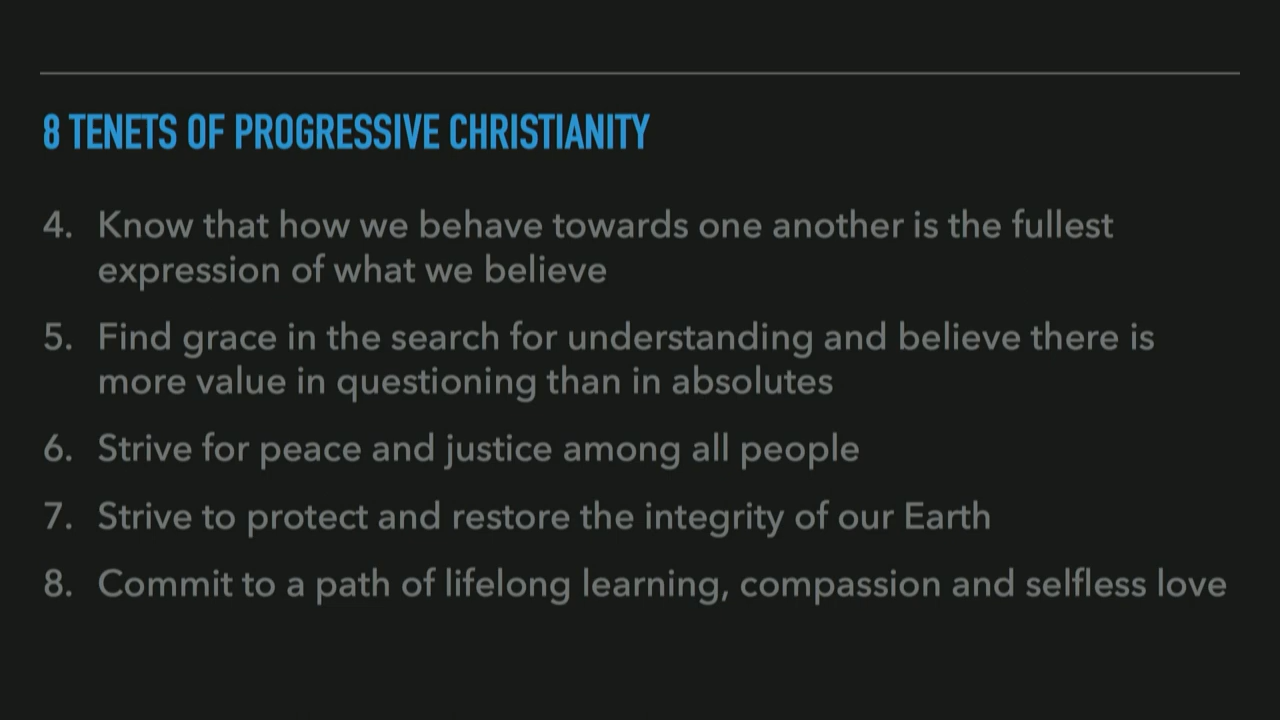 8 TENETS OF PROGRESSIVE CHRISTIANITY
4. Know that how we behave towards one another is the fullest
expression of what we believe
5. Find grace in the search for understanding and believe there is
more value in questioning than in absolutes
6. Strive for peace and justice among all people
7. Strive to protect and restore the integrity of our Earth
8. Commit to a path of lifelong learning, compassion and selfless love